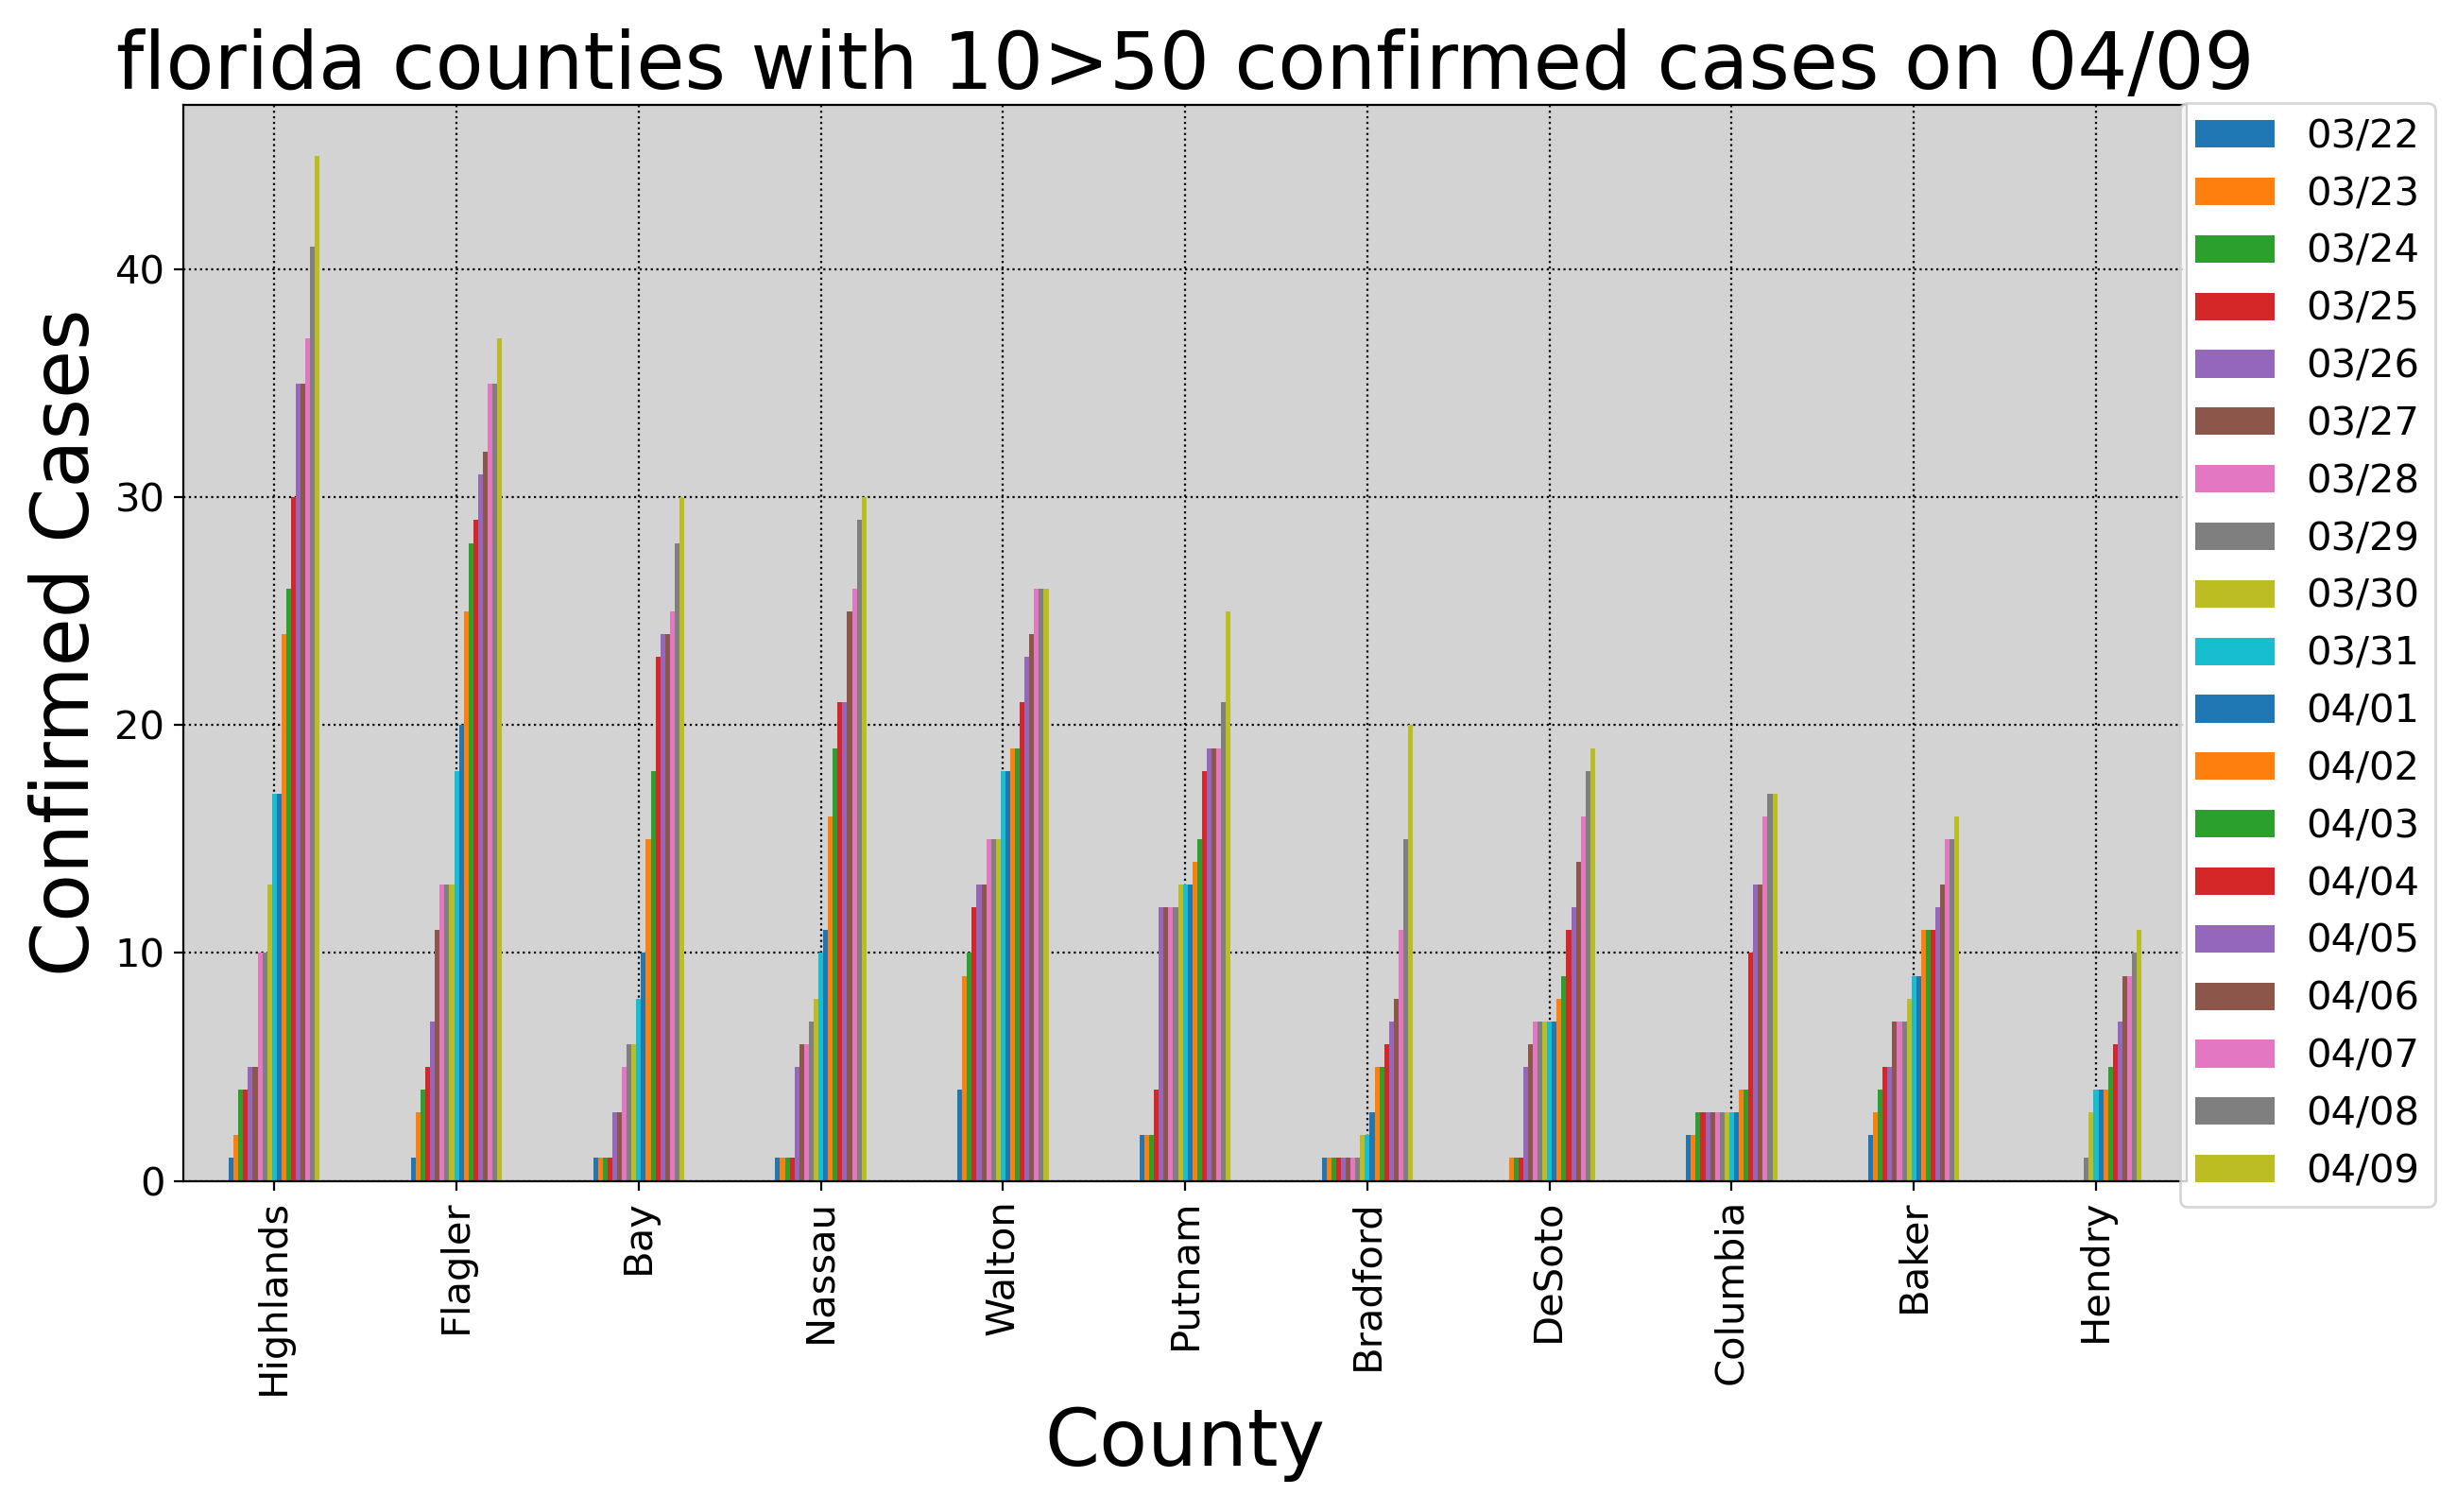 florida counties with 10>50 confirmed cases on 04/09
Confirmed Cases
40
30
20
10
0
Highlands
Flagler
Bay
Nassau
Walton
Putnam
Bradford
DeSoto
Columbia
Baker
Hendry
County
03/22
03/23
03/24
03/25
03/26
03/27
03/28
03/29
03/30
03/31
04/01
04/02
04/03
04/04
04/05
04/06
04/07
04/08
04/09